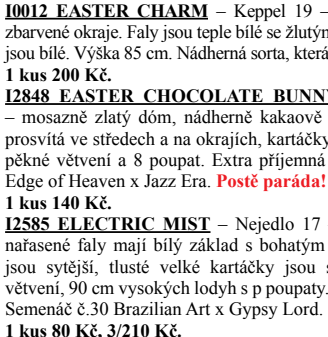 I0012 EASTER CHARM – Keppel 19 –
zbarvené okraje. Faly jsou teple bílé se žlutým
jsou bílé. Výška 85 cm. Nádherná sorta, která
1 kus 200 Kč.
I2848 EASTER CHOCOLATE BUNNY
– mosazně zlatý dóm, nádherně kakaově
prosvítá ve středech a na okrajích, kartáčky
pěkné větvení a 8 poupat. Extra příjemná
Edge of Heaven x Jazz Era. Postě paráda!
1 kus 140 Kč.
I2585 ELECTRIC MIST – Nejedlo 17
nařasené faly mají bílý základ s bohatým
jsou sytější, tlusté velké kartáčky jsou s
větvení, 90 cm vysokých lodyh s p poupaty.
Semenáč č.30 Brazilian Art x Gypsy Lord.
1 kus 80 Kč, 3/210 Kč.